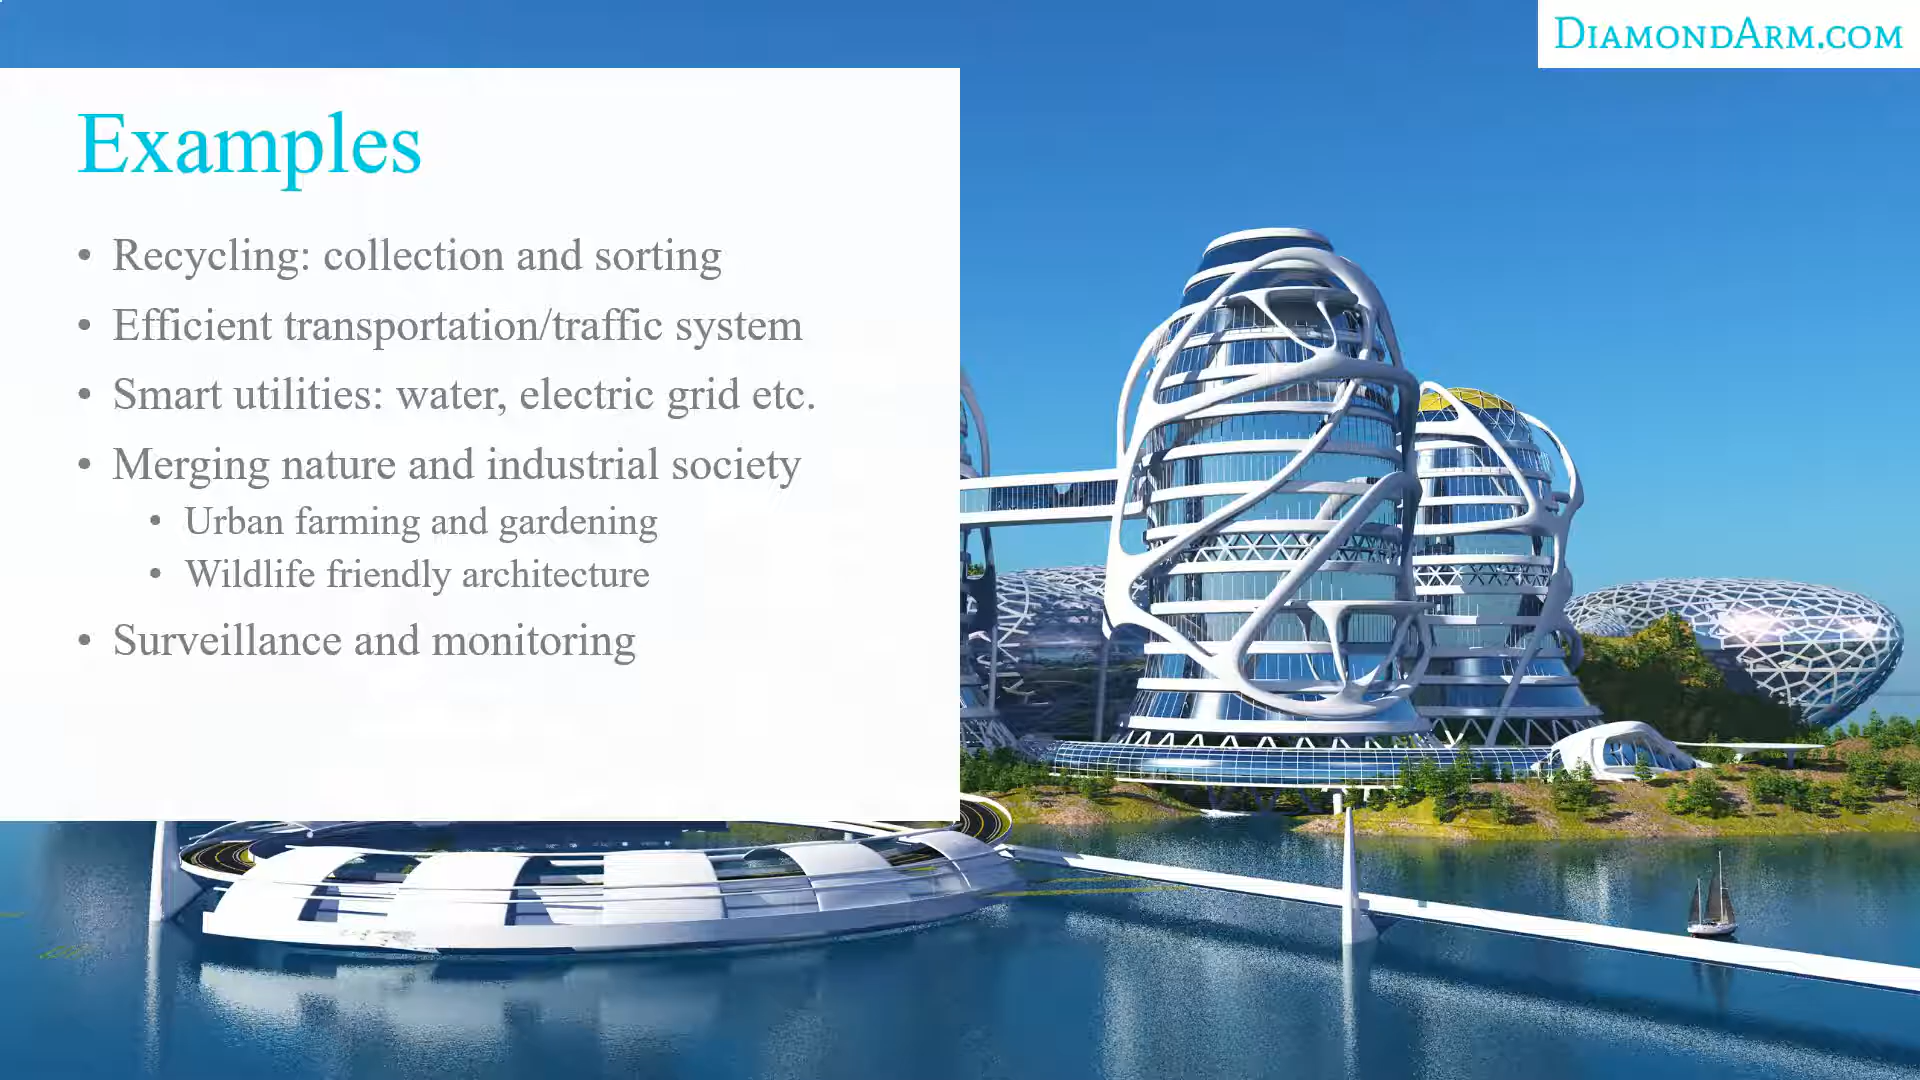 DiamondArm.com
Examples
• Recycling: collection and sorting
• Efficient transportation/traffic system
• Smart utilities: water, electric grid etc.
• Merging nature and industrial society
• Urban farming and gardening
• Wildlife friendly architecture
• Surveillance and monitoring